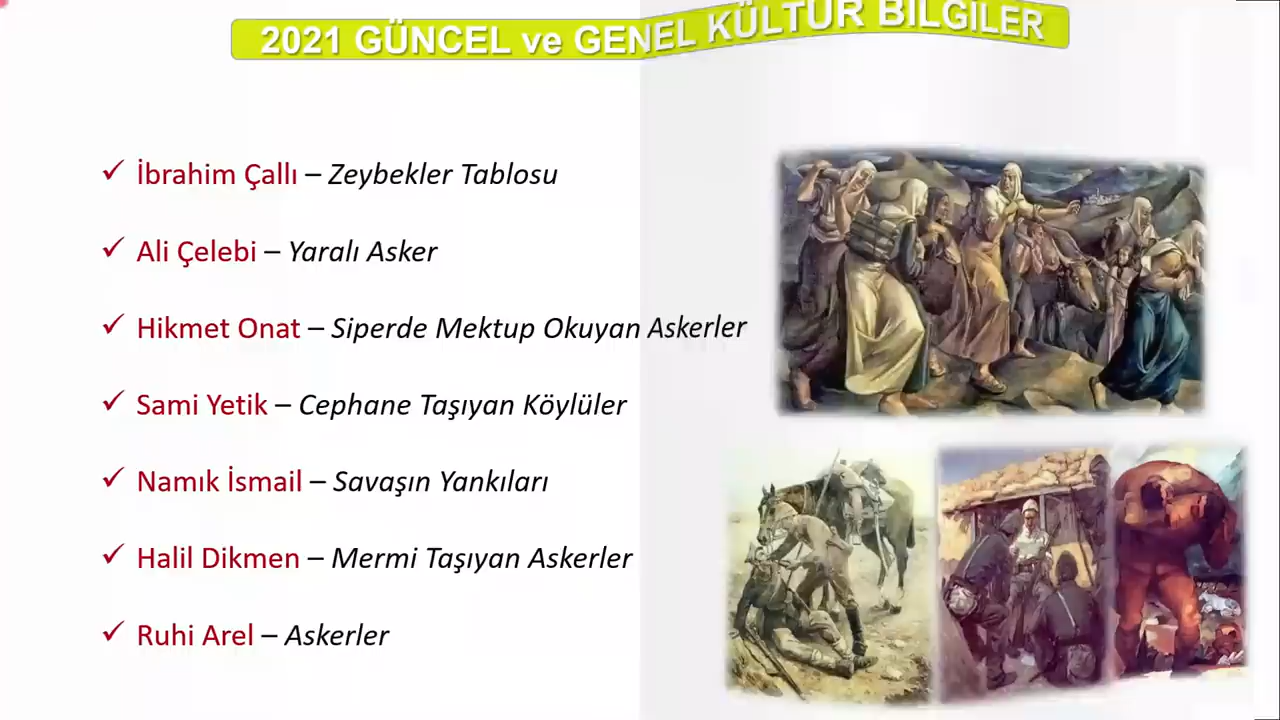 2021 GÜNCEL ve GENEL KÜLTÜR BİLGİLER
İbrahim Çallı – Zeybekler Tablosu
Ali Çelebi – Yaralı Asker
Hikmet Onat – Siperde Mektup Okuyan Askerler
Sami Yetik – Cephane Taşıyan Köylüler
Namık İsmail – Savaşın Yankıları
Halil Dikmen – Mermi Taşıyan Askerler
Ruhi Arel – Askerler